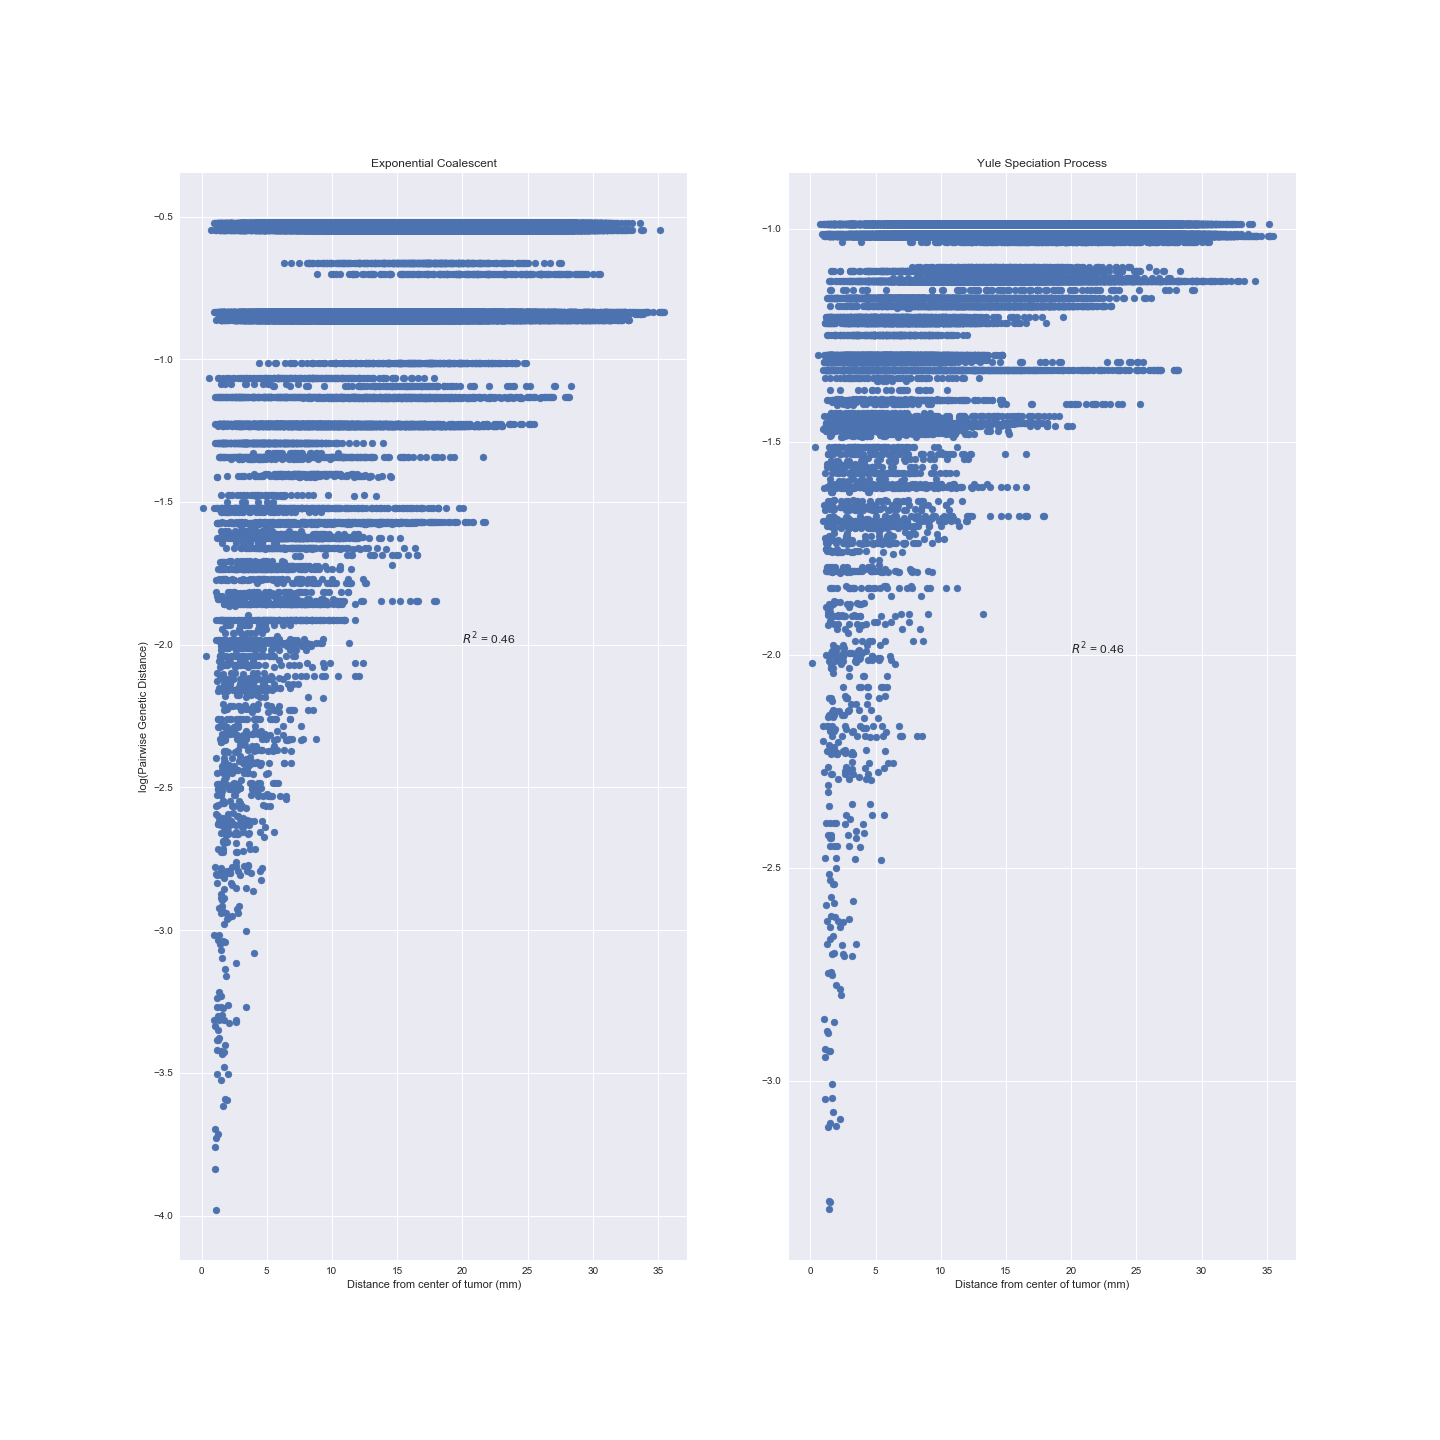 Exponential Coalescent
−0.5
−1.0
−1.5
−2.0
−2.5
−3.0
−3.5
−4.0
log(Pairwise Genetic Distance)
R² = 0.46
0 5 10 15 20 25 30 35
Distance from center of tumor (mm)
Yule Speciation Process
−1.0
−1.5
−2.0
−2.5
−3.0
R² = 0.46
0 5 10 15 20 25 30 35
Distance from center of tumor (mm)